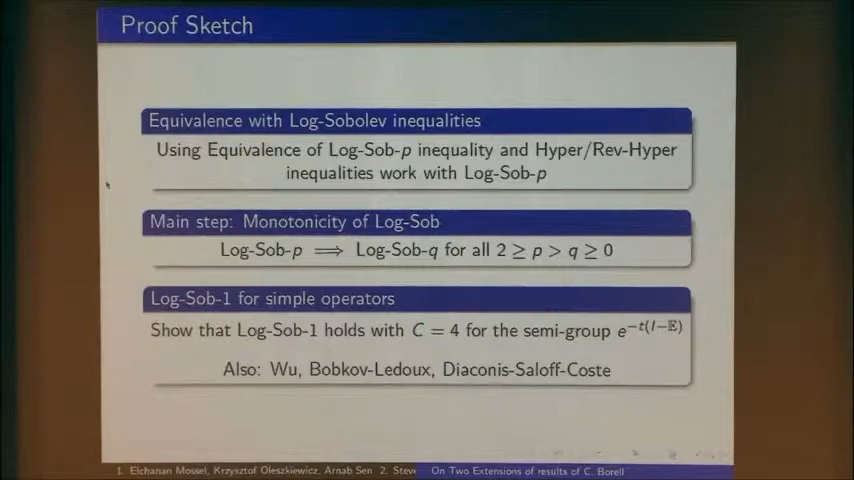 Proof Sketch
Equivalence with Log-Sobolev inequalities
Using Equivalence of Log-Sob-p inequality and Hyper/Rev-Hyper
inequalities work with Log-Sob-p
Main step: Monotonicity of Log-Sob
Log-Sob-p ⟹ Log-Sob-q for all 2 ≥ p > q ≥ 0
Log-Sob-1 for simple operators
Show that Log-Sob-1 holds with C = 4 for the semi-group e^{-t(I-𝔼)}
Also: Wu, Bobkov-Ledoux, Diaconis-Saloff-Coste
1. Elchanan Mossel, Krzysztof Oleszkiewicz, Arnab Sen 2. Steve On Two Extensions of results of C. Borell